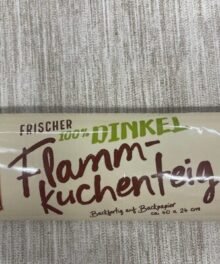 FRISCHER
100% DINKEL
Flamm-
kuchenteig
Backfertig auf Backpapier
ca. 40 x 24 cm